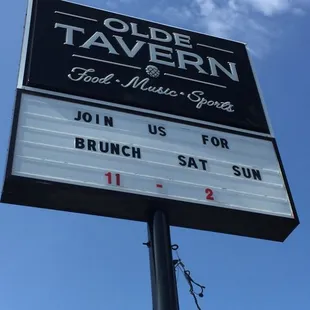 OLDE
TAVERN
Food • Music • Sports
JOIN US FOR
BRUNCH SAT SUN
11 - 2